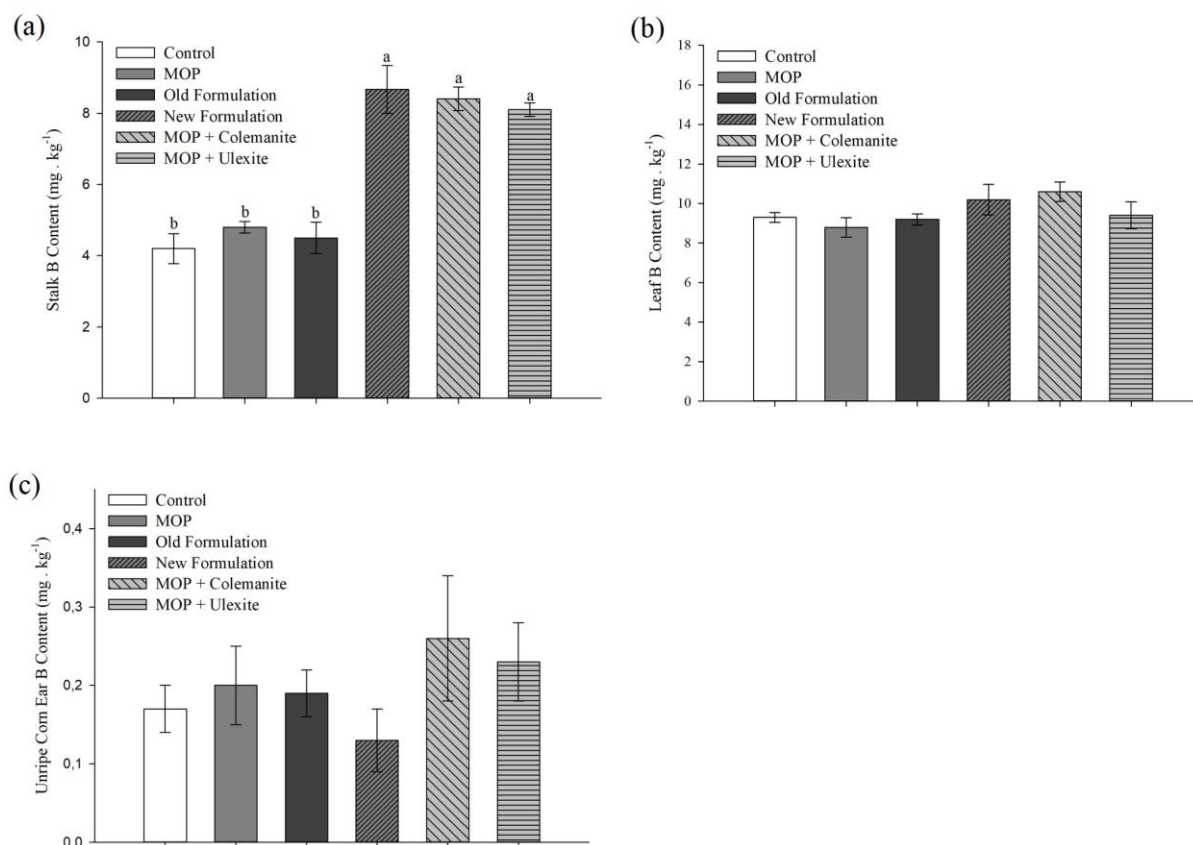 (a)
Stalk B Content (mg . kg⁻¹)
10
8
6
4
2
0
Control
MOP
Old Formulation
New Formulation
MOP + Colemanite
MOP + Ulexite
b
b
b
a
a
a
(b)
Leaf B Content (mg . kg⁻¹)
18
16
14
12
10
8
6
4
2
0
Control
MOP
Old Formulation
New Formulation
MOP + Colemanite
MOP + Ulexite
(c)
Unripe Corn Ear B Content (mg . kg⁻¹)
0,4
0,3
0,2
0,1
0,0
Control
MOP
Old Formulation
New Formulation
MOP + Colemanite
MOP + Ulexite